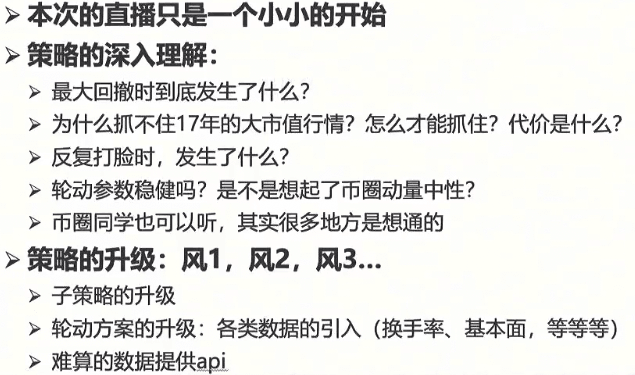 本次的直播只是一个小小的开始
策略的深入理解：
最大回撤时到底发生了什么？
为什么抓不住17年的大市值行情？怎么才能抓住？代价是什么？
反复打脸时，发生了什么？
轮动参数稳健吗？是不是想起了币圈动量中性？
币圈同学也可以听，其实很多地方是想通的
策略的升级：风1，风2，风3...
子策略的升级
轮动方案的升级：各类数据的引入（换手率、基本面，等等等）
难算的数据提供api